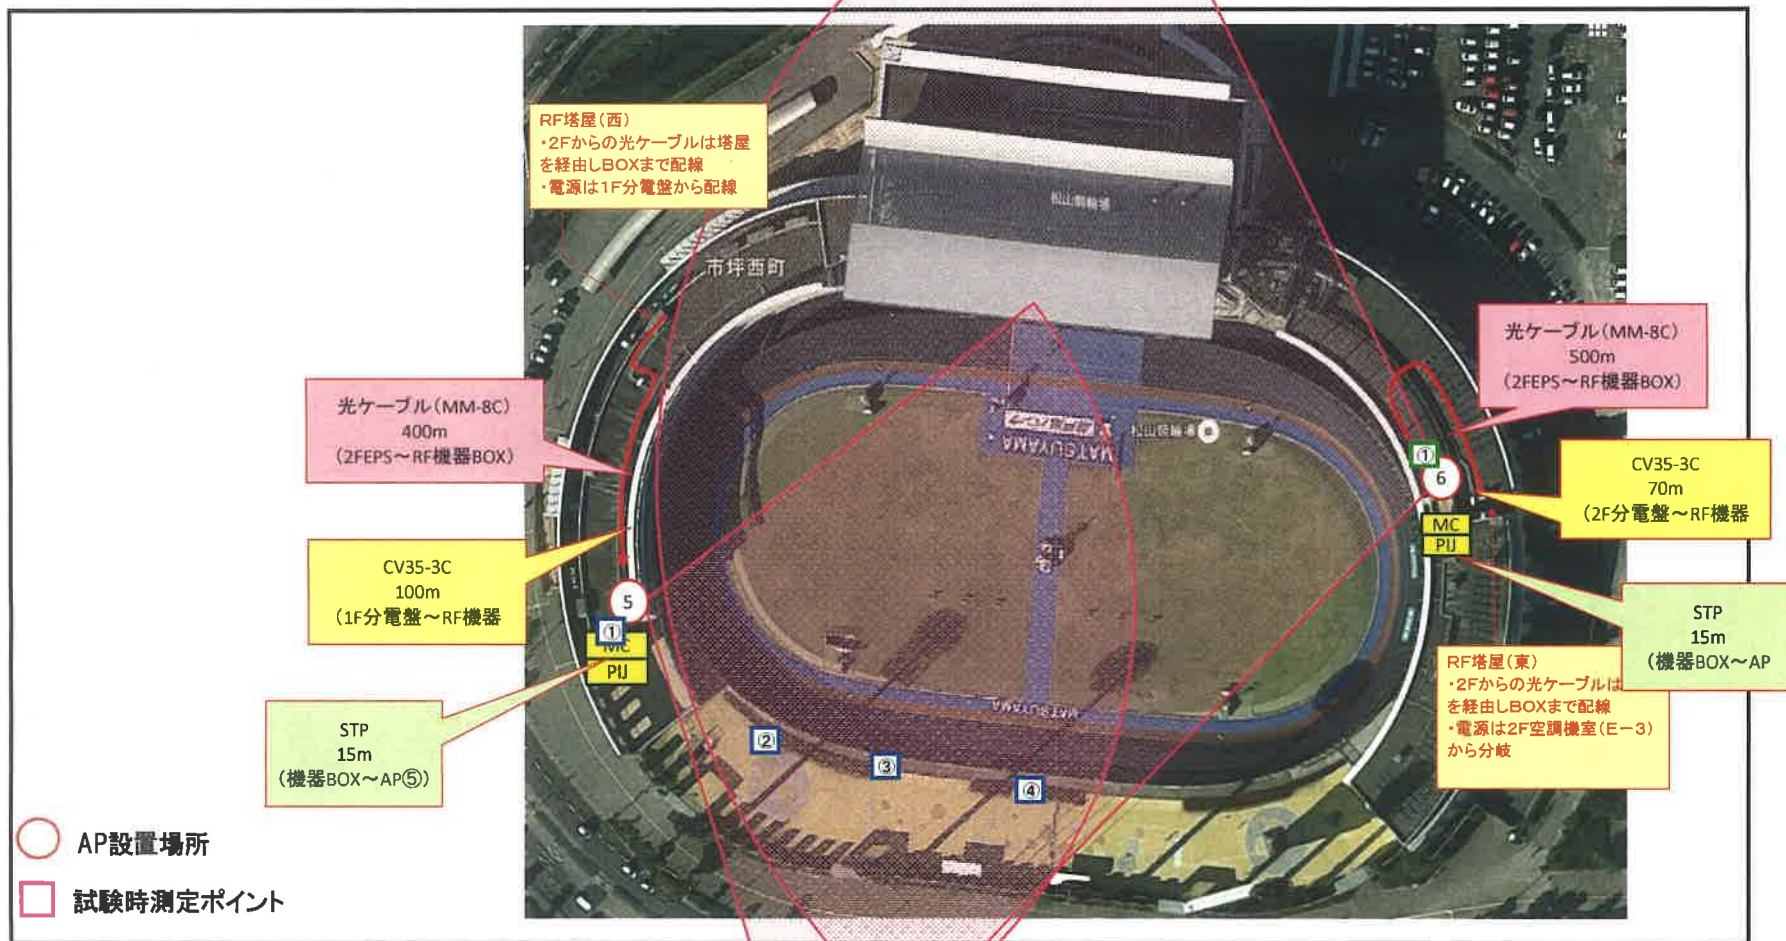 RF塔屋(西)
・2Fからの光ケーブルは塔屋
を経由しBOXまで配線
・電源は1F分電盤から配線
市坪西町
光ケーブル(MM-8C)
400m
(2FEPS～RF機器BOX)
光ケーブル(MM-8C)
500m
(2FEPS～RF機器BOX)
MATSUYAMA
CV35-3C
100m
(1F分電盤～RF機器
CV35-3C
70m
(2F分電盤～RF機器
①
6
MC
PIJ
5
①
MC
PIJ
STP
15m
(機器BOX～AP⑤)
STP
15m
(機器BOX～AP
RF塔屋(東)
・2Fからの光ケーブルは
を経由しBOXまで配線
・電源は2F空調機室(E－3)
から分岐
MATSUYAMA
②
③
④
AP設置場所
試験時測定ポイント